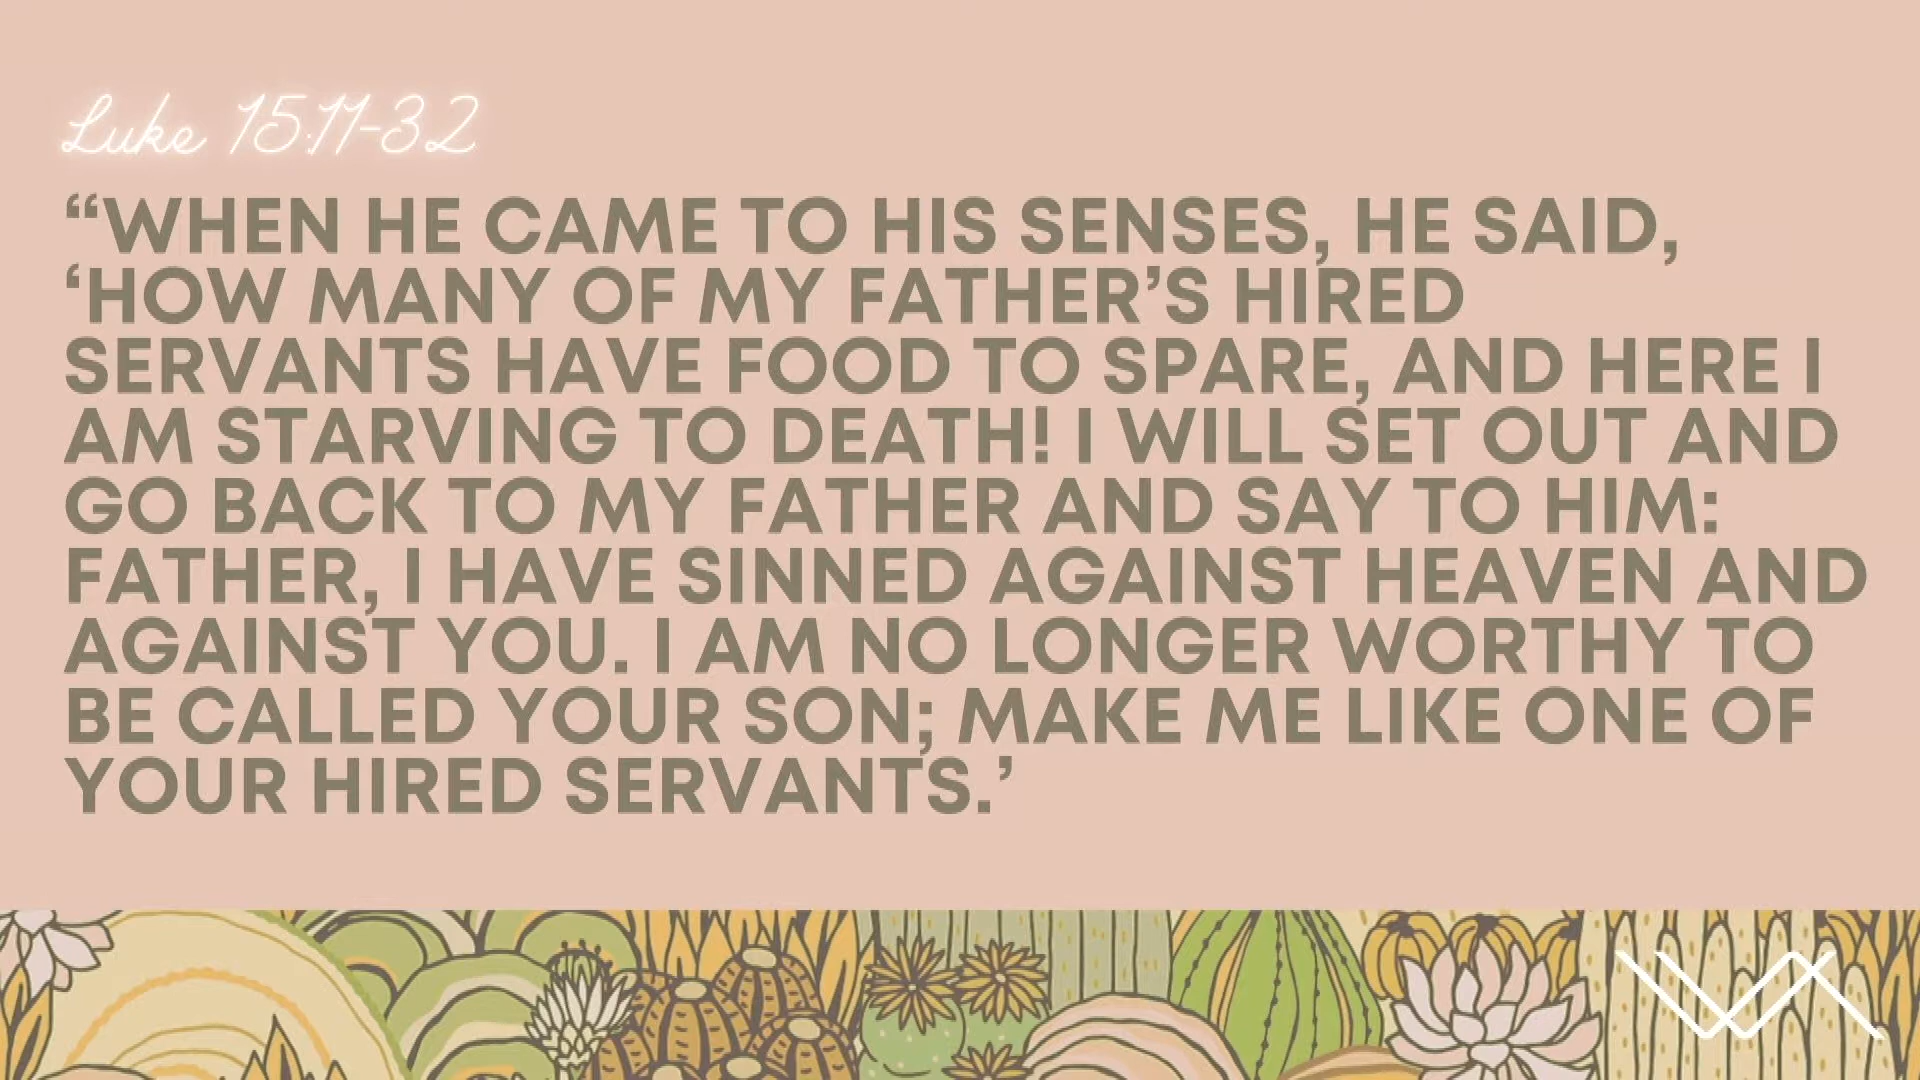 Luke 15:11-32
“WHEN HE CAME TO HIS SENSES, HE SAID,
‘HOW MANY OF MY FATHER’S HIRED
SERVANTS HAVE FOOD TO SPARE, AND HERE I
AM STARVING TO DEATH! I WILL SET OUT AND
GO BACK TO MY FATHER AND SAY TO HIM:
FATHER, I HAVE SINNED AGAINST HEAVEN AND
AGAINST YOU. I AM NO LONGER WORTHY TO
BE CALLED YOUR SON; MAKE ME LIKE ONE OF
YOUR HIRED SERVANTS.’